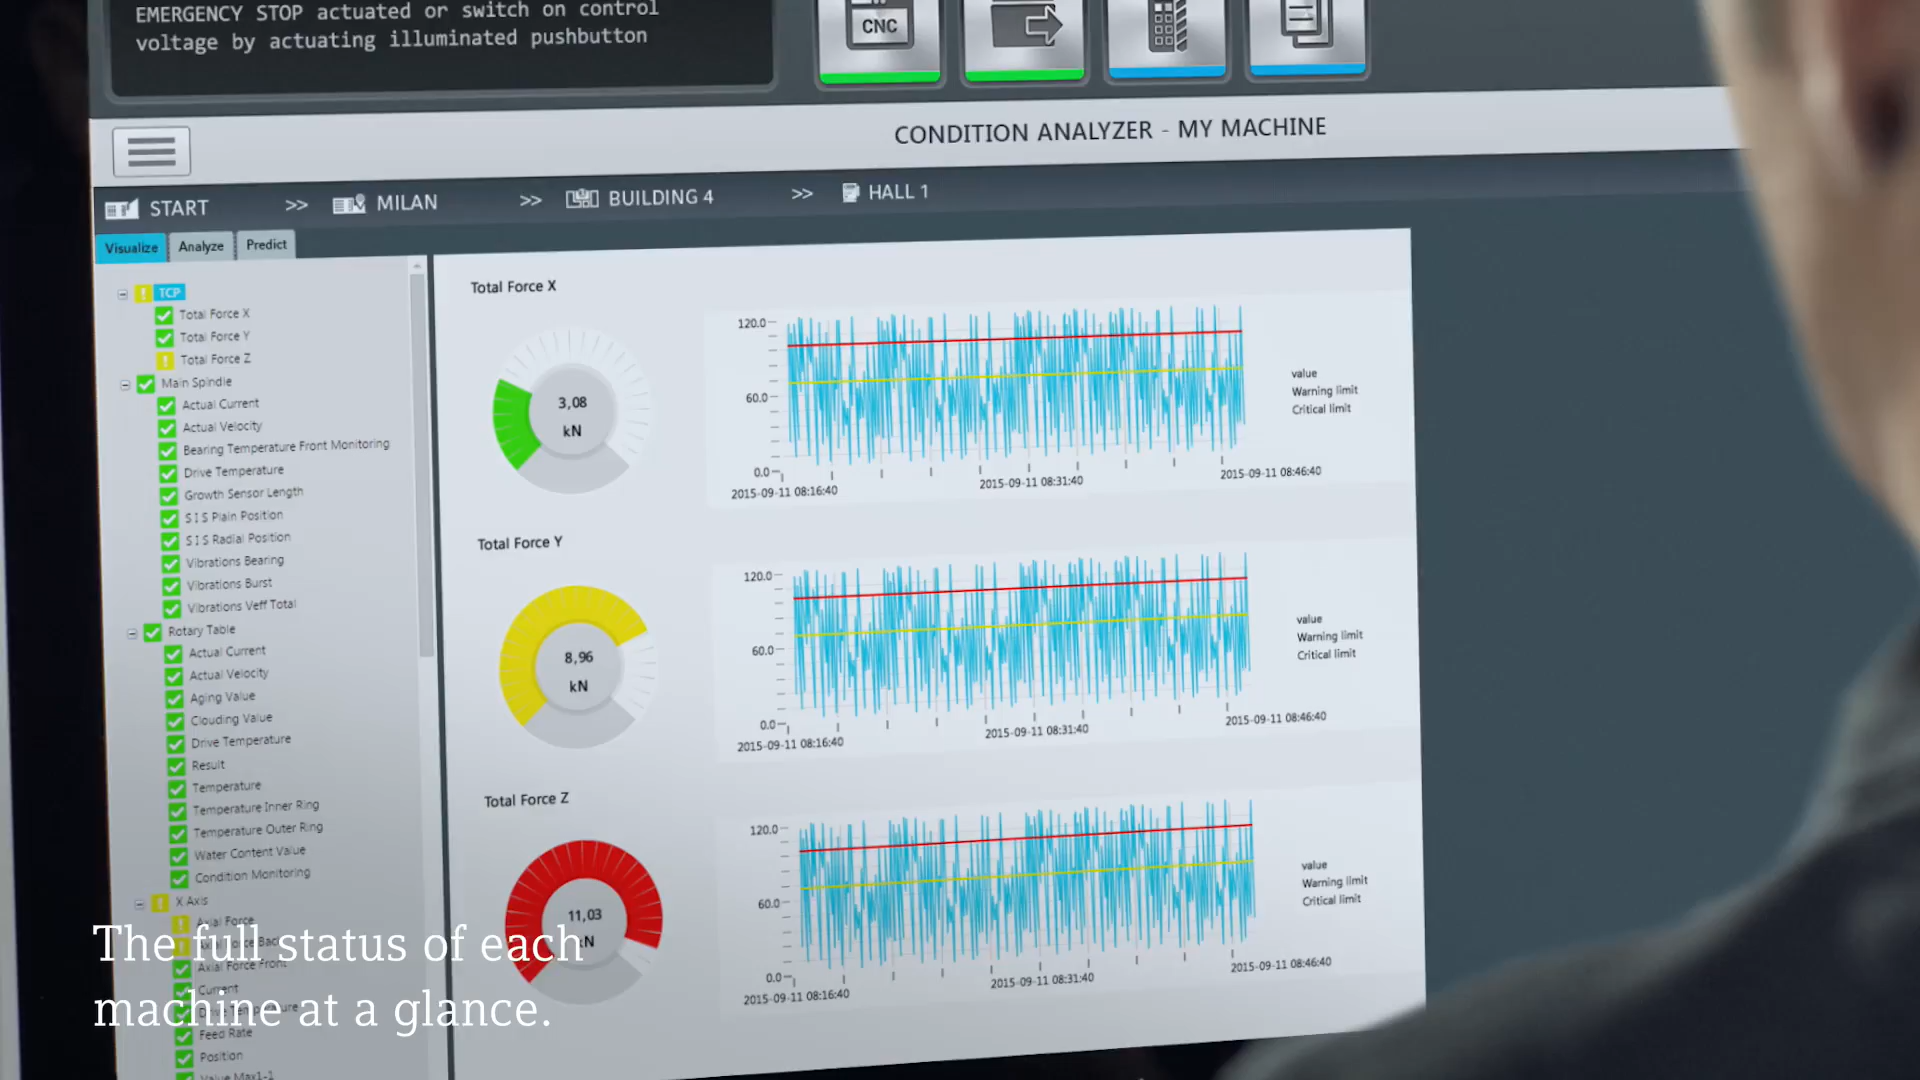 EMERGENCY STOP actuated or switch on control
voltage by actuating illuminated pushbutton
CNC
CONDITION ANALYZER - MY MACHINE
START >> MILAN >> BUILDING 4 >> HALL 1
Visualize Analyze Predict
TCP
Total Force X
Total Force Y
Total Force Z
Main Spindle
Actual Current
Actual Velocity
Bearing Temperature Front Monitoring
Drive Temperature
Growth Sensor Length
S I S Plain Position
S I S Radial Position
Vibrations Bearing
Vibrations Burst
Vibrations Veff Total
Rotary Table
Actual Current
Actual Velocity
Aging Value
Clouding Value
Drive Temperature
Result
Temperature
Temperature Inner Ring
Temperature Outer Ring
Water Content Value
Condition Monitoring
X Axis
Axial Force
Axial Force Back
Axial Force Front
Current
Drive Temperature
Feed Rate
Position
Value Max1-1
Total Force X
3,08
kN
120.0
60.0
0.0
2015-09-11 08:16:40
2015-09-11 08:31:40
2015-09-11 08:46:40
value
Warning limit
Critical limit
Total Force Y
8,96
kN
120.0
60.0
0.0
2015-09-11 08:16:40
2015-09-11 08:31:40
2015-09-11 08:46:40
value
Warning limit
Critical limit
Total Force Z
11,03
kN
120.0
60.0
0.0
2015-09-11 08:16:40
2015-09-11 08:31:40
2015-09-11 08:46:40
value
Warning limit
Critical limit
The full status of each
machine at a glance.